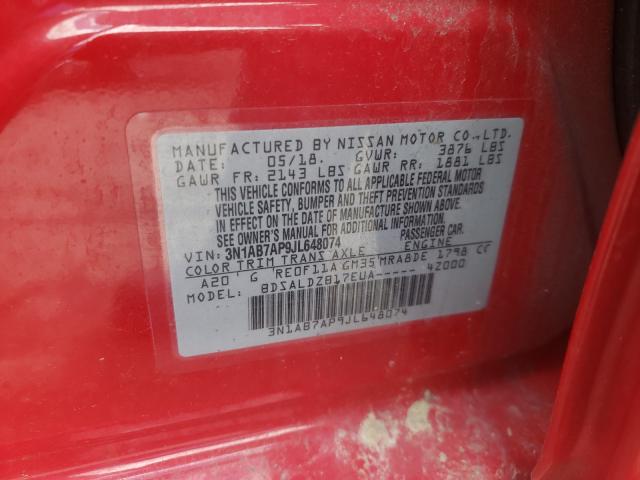 MANUFACTURED BY NISSAN MOTOR CO.,LTD.
DATE: 05/18. GVWR: 3876 LBS
GAWR FR: 2143 LBS GAWR RR: 1881 LBS
THIS VEHICLE CONFORMS TO ALL APPLICABLE FEDERAL MOTOR
VEHICLE SAFETY, BUMPER AND THEFT PREVENTION STANDARDS
IN EFFECT ON THE DATE OF MANUFACTURE SHOWN ABOVE.
SEE OWNER'S MANUAL FOR ADDITIONAL INFORMATION
VIN: 3N1AB7AP9JL648074 PASSENGER CAR.
COLOR TRIM TRANS AXLE ENGINE
A20 G RE0F11A GM35 MRA8DE 1798 CF
MODEL: BDSALDZB17EUA----- 42000
3N1AB7AP9JL648074